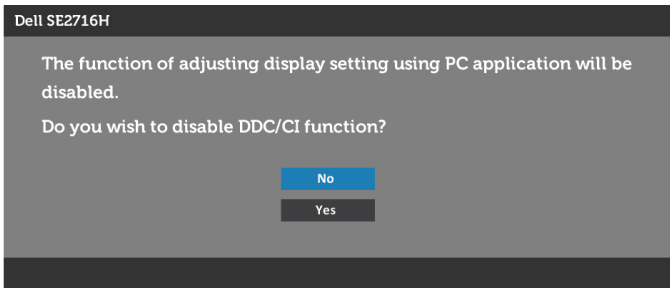 Dell SE2716H
The function of adjusting display setting using PC application will be
disabled.
Do you wish to disable DDC/CI function?
No
Yes